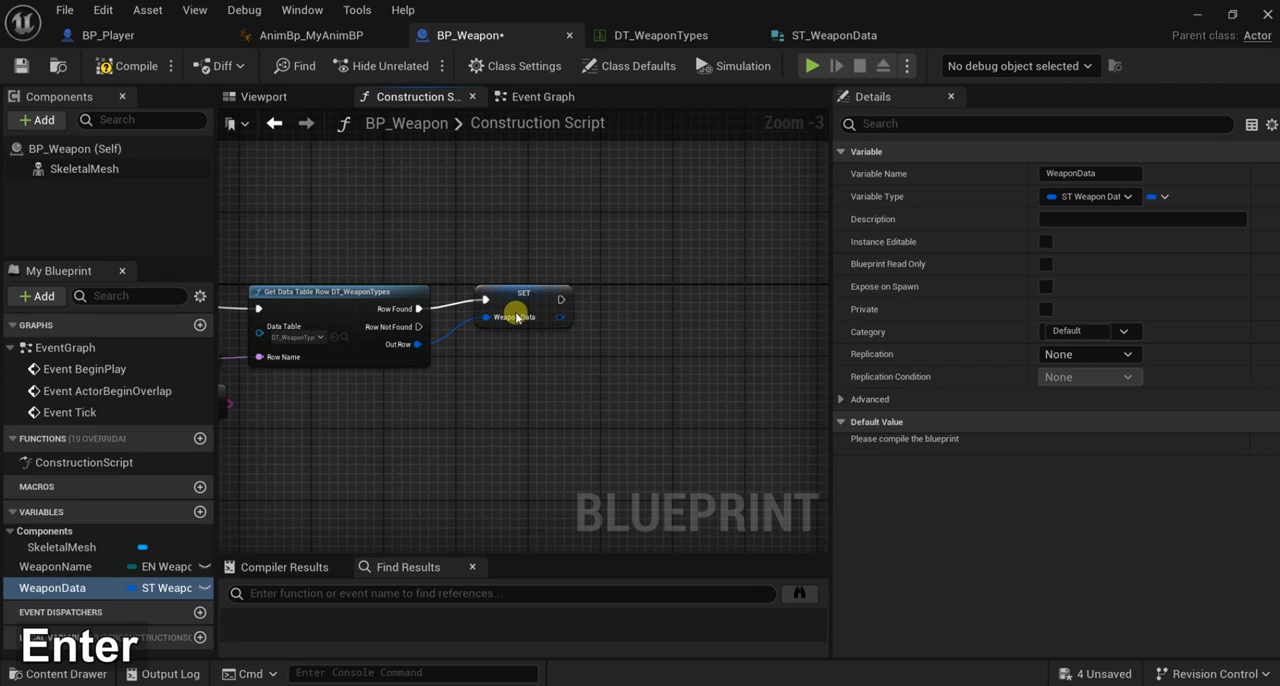 File Edit Asset View Debug Window Tools Help
BP_Player AnimBp_MyAnimBP BP_Weapon* DT_WeaponTypes ST_WeaponData Parent class: Actor
Compile Diff Find Hide Unrelated Class Settings Class Defaults Simulation No debug object selected
Components Viewport Construction S... Event Graph Details
Add Search BP_Weapon Construction Script Zoom -3 Search
BP_Weapon (Self)
SkeletalMesh
Variable
Variable Name WeaponData
Variable Type ST Weapon Dat
Description
Instance Editable
Blueprint Read Only
Expose on Spawn
Private
Category Default
Replication None
Replication Condition None
Advanced
Default Value
Please compile the blueprint
My Blueprint
Add Search
GRAPHS
EventGraph
Event BeginPlay
Event ActorBeginOverlap
Event Tick
FUNCTIONS (19 OVERRIDAI
ConstructionScript
MACROS
VARIABLES
Components
SkeletalMesh
WeaponName EN Weapc
WeaponData ST Weapc
EVENT DISPATCHERS
Enter
Get Data Table Row DT_WeaponTypes
Row Found
Data Table
DT_WeaponTyp
Row Not Found
Out Row
Row Name
SET
BLUEPRINT
Compiler Results Find Results
Enter function or event name to find references...
Content Drawer Output Log Cmd Enter Console Command 4 Unsaved Revision Control